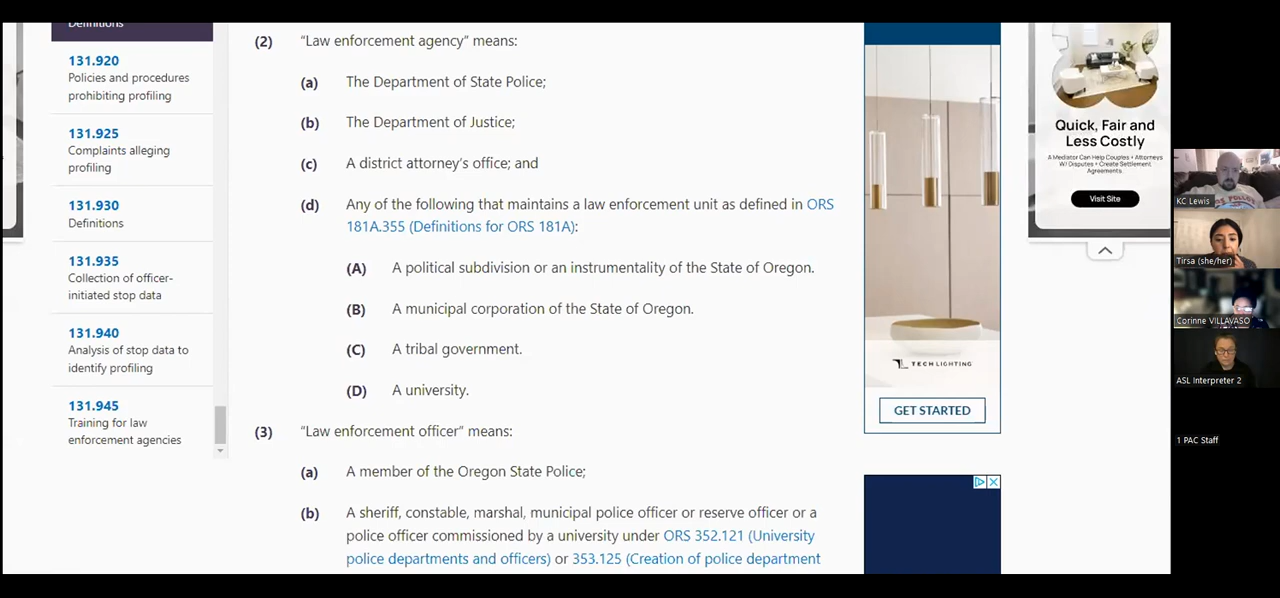 Definitions
131.920
Policies and procedures
prohibiting profiling
131.925
Complaints alleging
profiling
131.930
Definitions
131.935
Collection of officer-
initiated stop data
131.940
Analysis of stop data to
identify profiling
131.945
Training for law
enforcement agencies
(2) “Law enforcement agency” means:
(a) The Department of State Police;
(b) The Department of Justice;
(c) A district attorney’s office; and
(d) Any of the following that maintains a law enforcement unit as defined in ORS
181A.355 (Definitions for ORS 181A):
(A) A political subdivision or an instrumentality of the State of Oregon.
(B) A municipal corporation of the State of Oregon.
(C) A tribal government.
(D) A university.
(3) “Law enforcement officer” means:
(a) A member of the Oregon State Police;
(b) A sheriff, constable, marshal, municipal police officer or reserve officer or a
police officer commissioned by a university under ORS 352.121 (University
police departments and officers) or 353.125 (Creation of police department
TECH LIGHTING
GET STARTED
Quick, Fair and
Less Costly
A Mediator Can Help Couples + Attorneys
W/ Disputes + Create Settlement
Agreements.
Visit Site
KC Lewis
Tirsa (she/her)
Corinne VILLAVASO
ASL Interpreter 2
1 PAC Staff